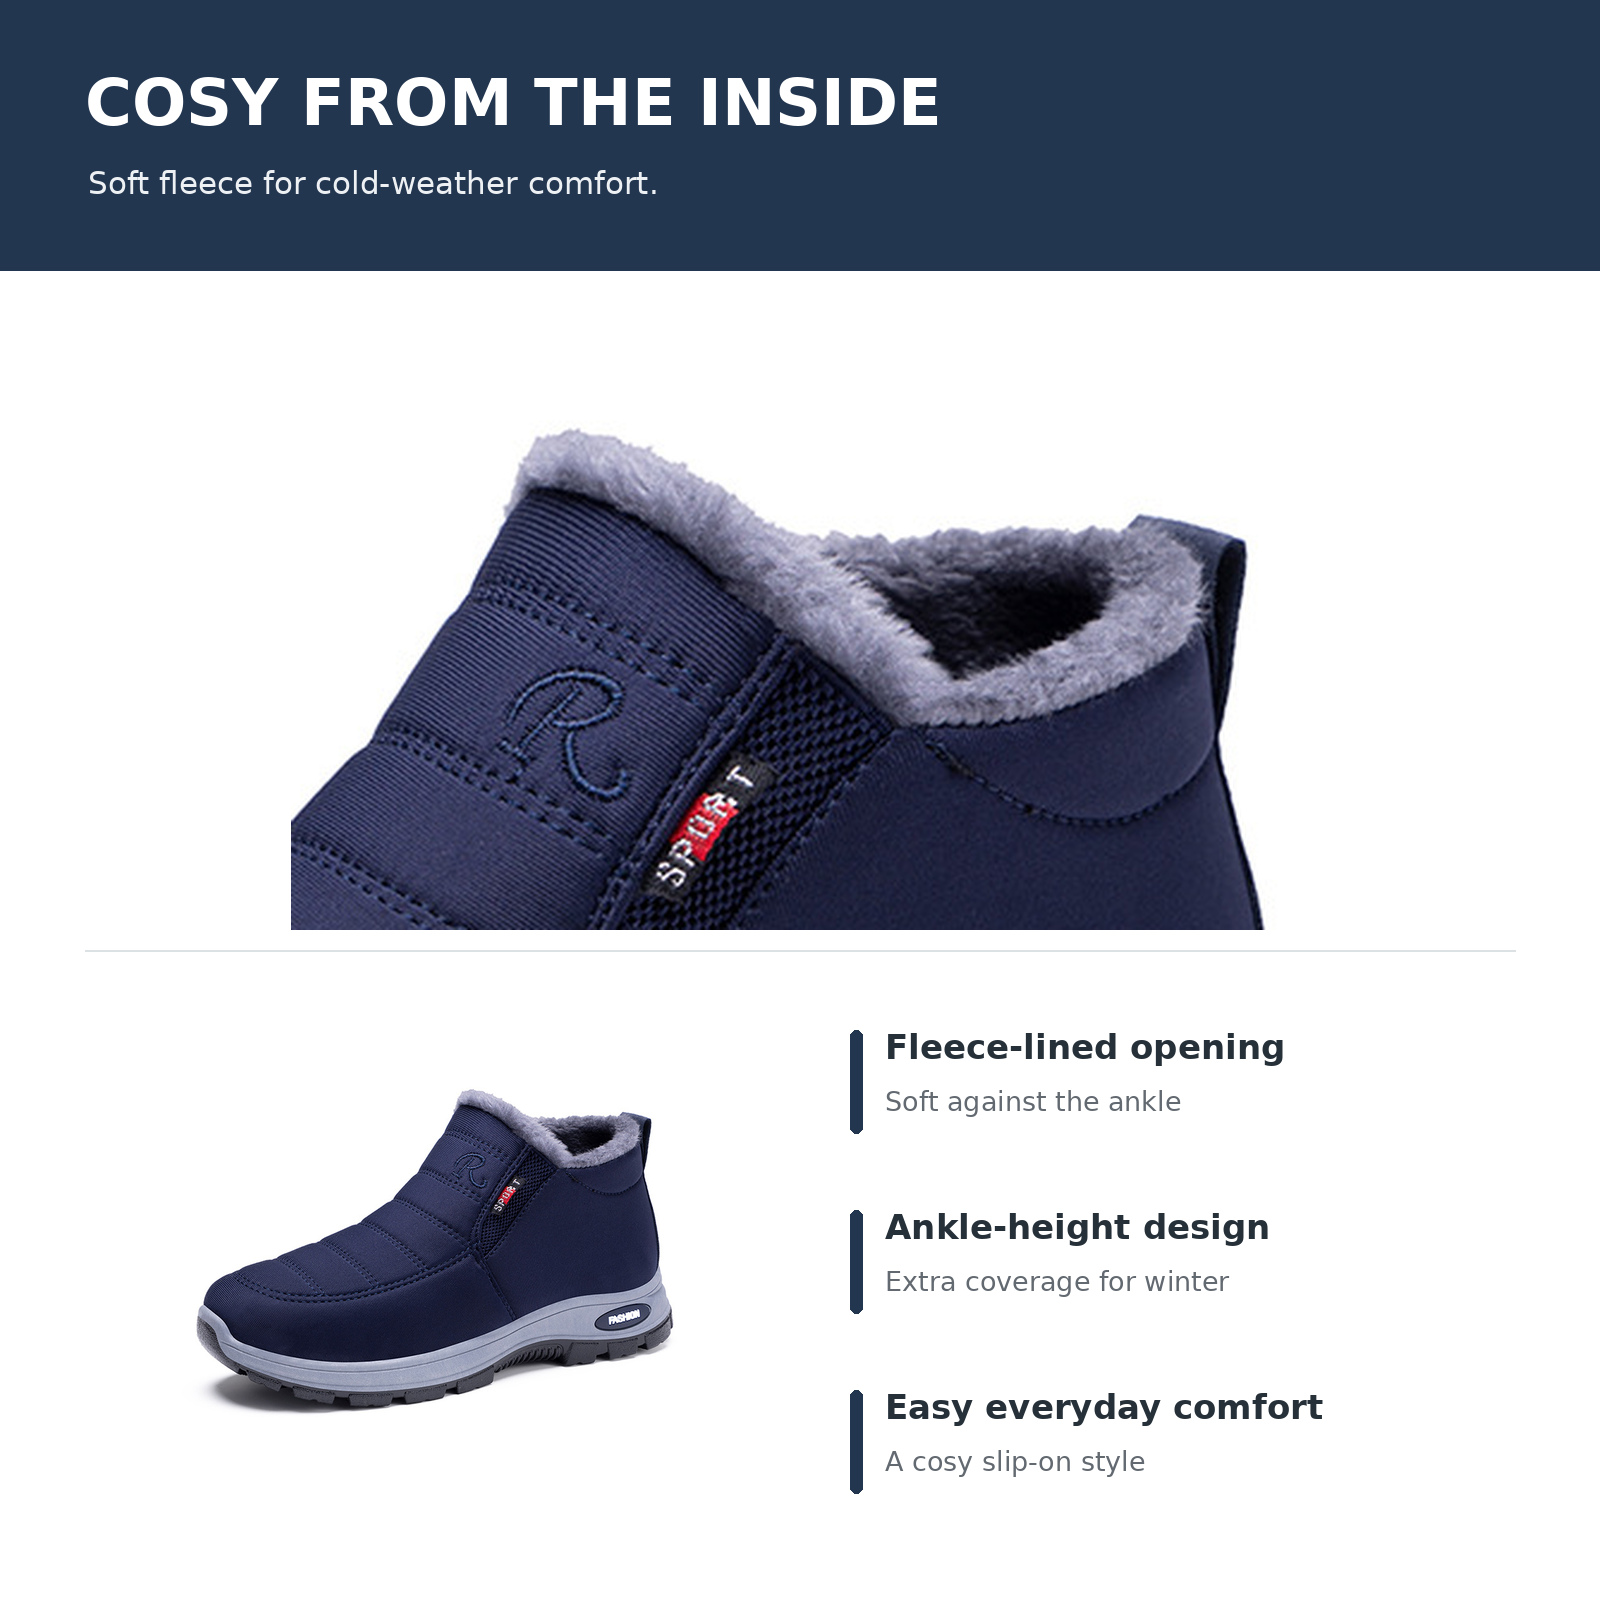 COSY FROM THE INSIDE
Soft fleece for cold-weather comfort.
R
SPORT
Fleece-lined opening
Soft against the ankle
R
SPORT
Ankle-height design
Extra coverage for winter
FASHION
Easy everyday comfort
A cosy slip-on style